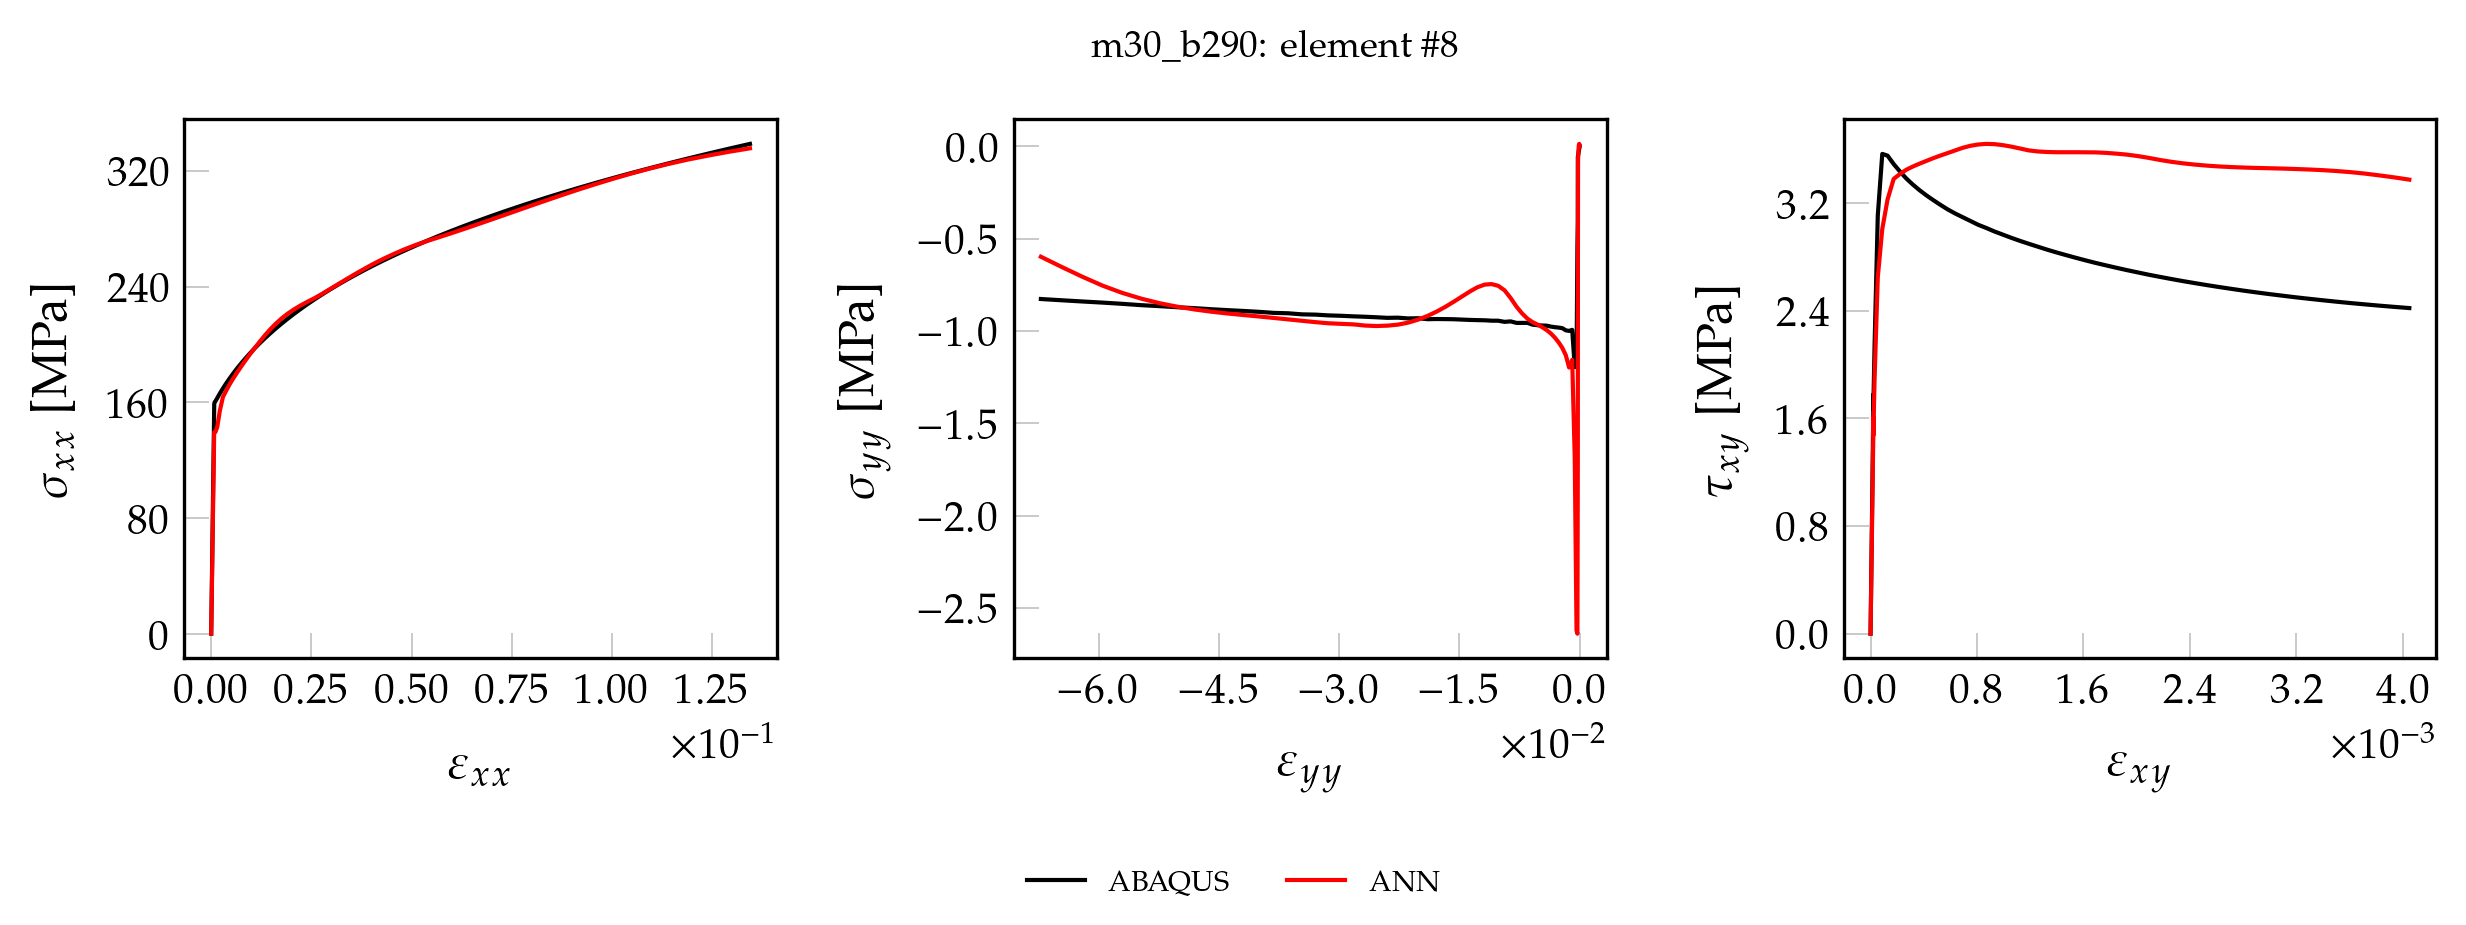 m30_b290: element #8
σxx [MPa]
320
240
160
80
0
0.00 0.25 0.50 0.75 1.00 1.25
×10−1
εxx
σyy [MPa]
0.0
−0.5
−1.0
−1.5
−2.0
−2.5
−6.0 −4.5 −3.0 −1.5 0.0
×10−2
εyy
τxy [MPa]
3.2
2.4
1.6
0.8
0.0
0.0 0.8 1.6 2.4 3.2 4.0
×10−3
εxy
ABAQUS ANN